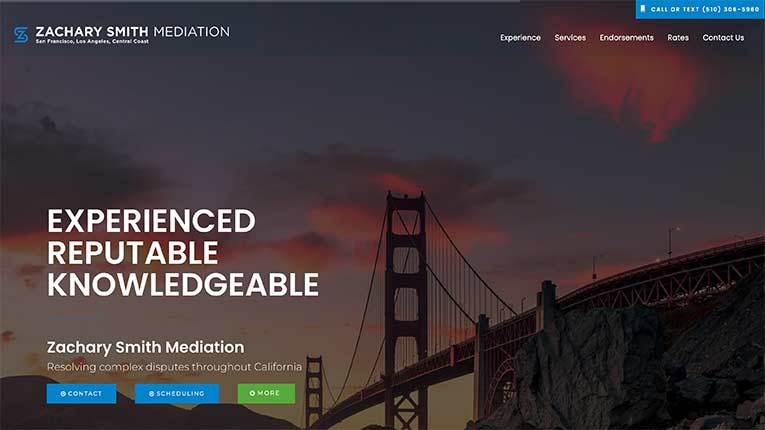 CALL OR TEXT (510) 306-5960
ZACHARY SMITH MEDIATION
San Francisco, Los Angeles, Central Coast
Experience Services Endorsements Rates Contact Us
EXPERIENCED
REPUTABLE
KNOWLEDGEABLE
Zachary Smith Mediation
Resolving complex disputes throughout California
CONTACT SCHEDULING MORE